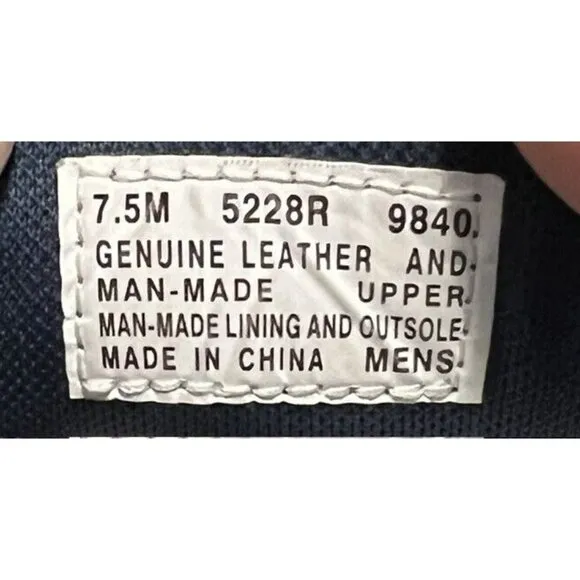 7.5M 5228R 9840.
GENUINE LEATHER AND
MAN-MADE UPPER
MAN-MADE LINING AND OUTSOLE
MADE IN CHINA MENS